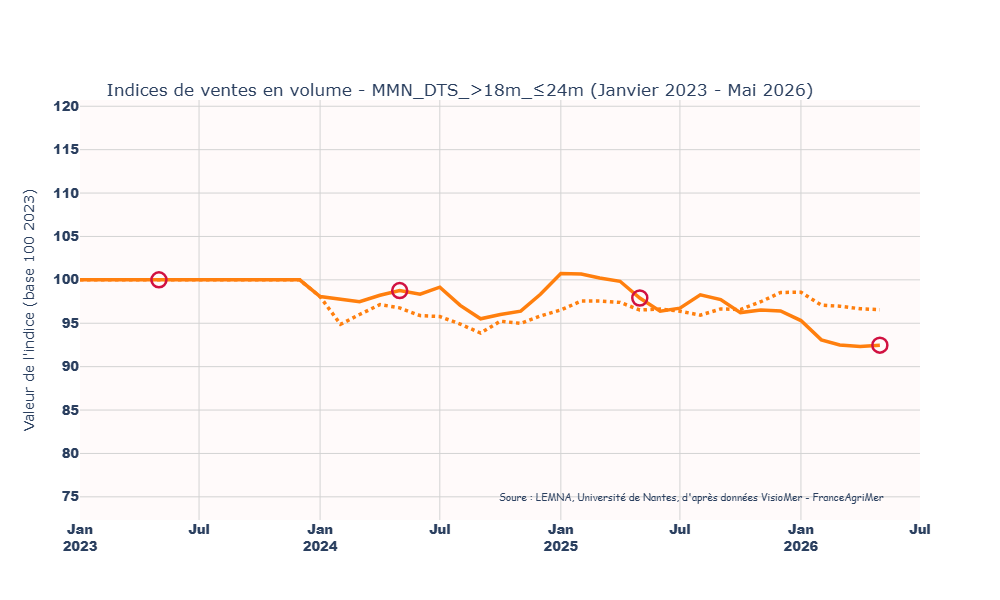 Indices de ventes en volume - MMN_DTS_>18m_≤24m (Janvier 2023 - Mai 2026)
Valeur de l'indice (base 100 2023)
120
115
110
105
100
95
90
85
80
75
Soure : LEMNA, Université de Nantes, d'après données VisioMer - FranceAgriMer
Jan
2023
Jul
Jan
2024
Jul
Jan
2025
Jul
Jan
2026
Jul